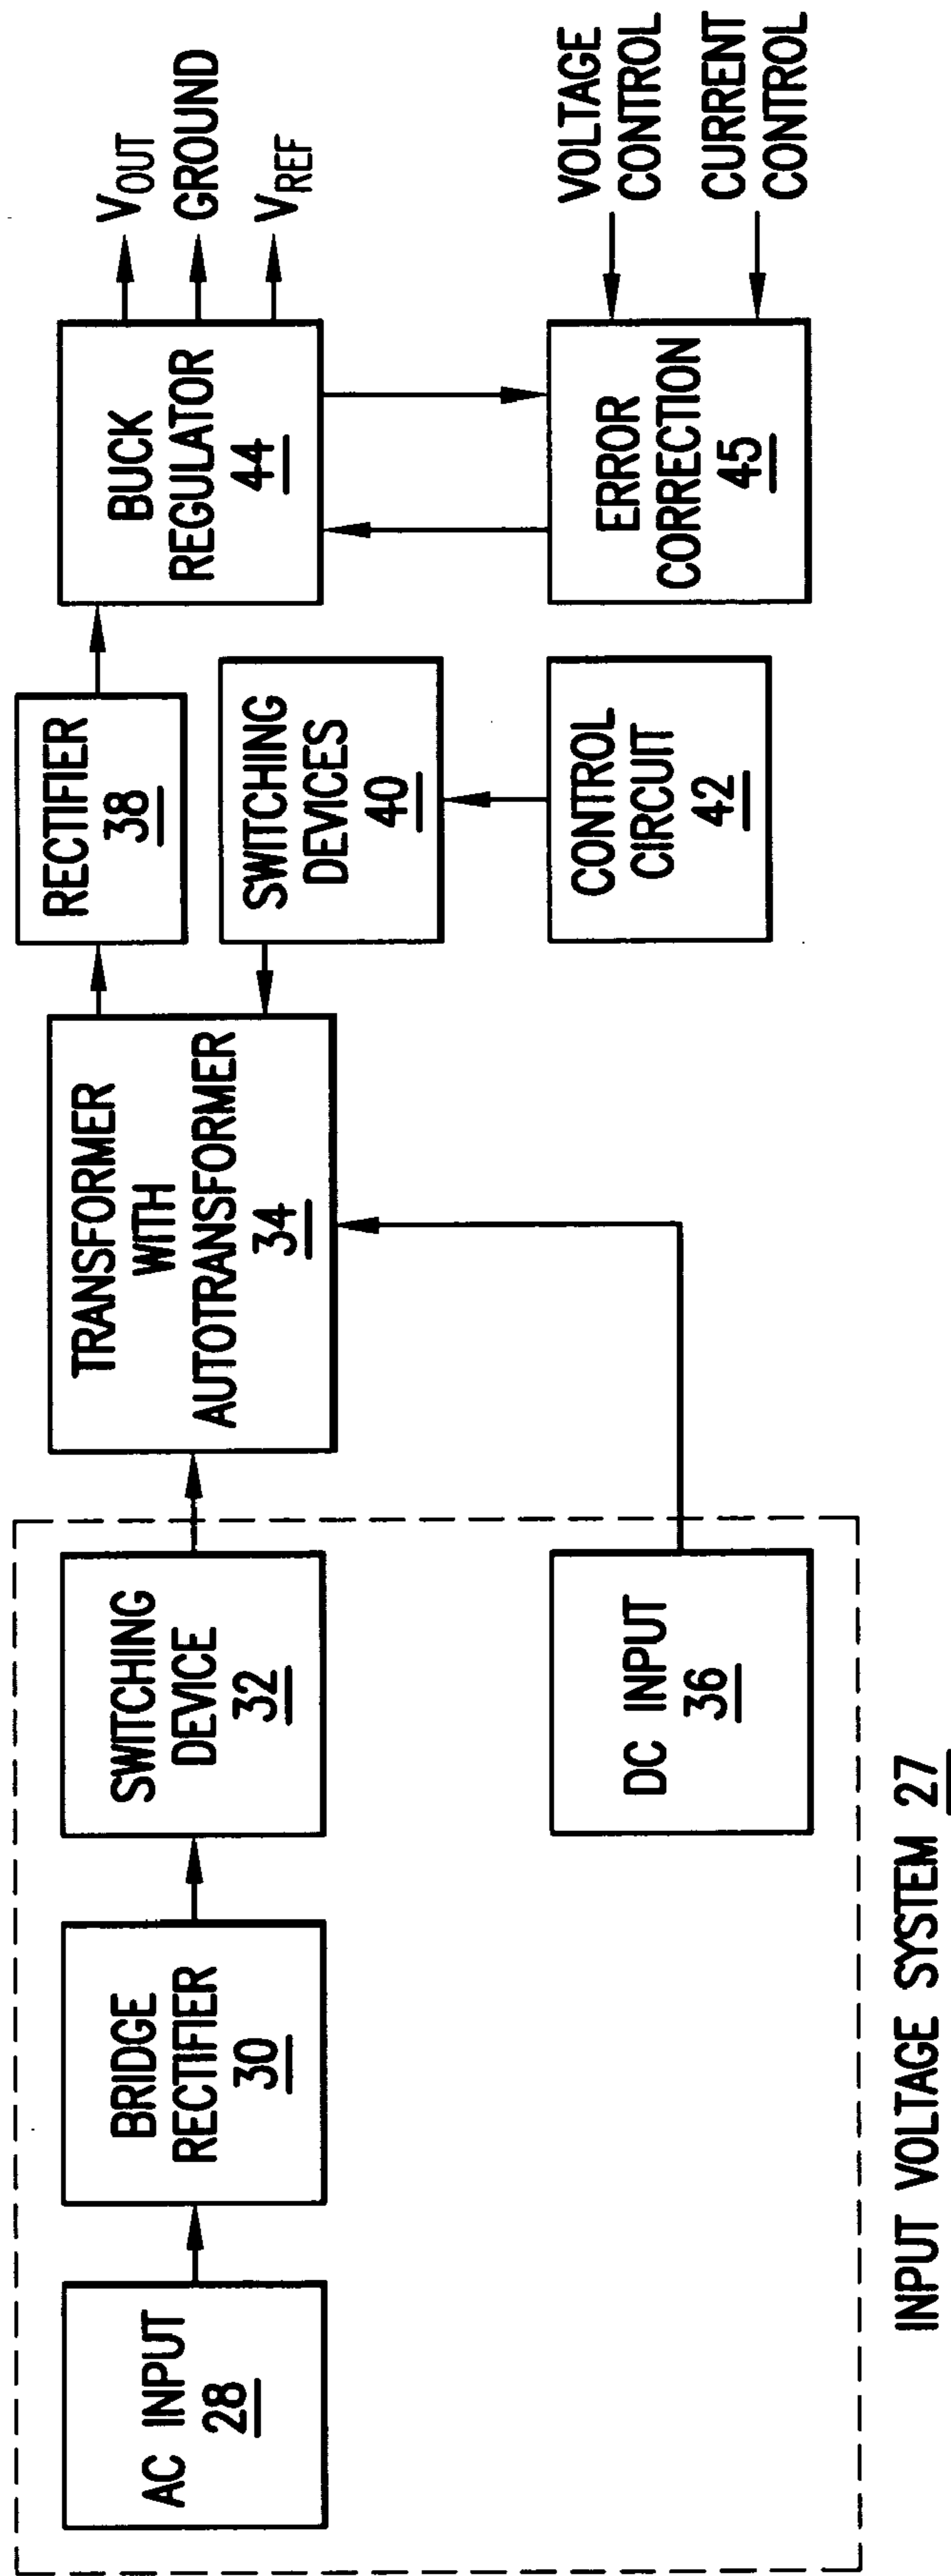 AC INPUT
28
BRIDGE
RECTIFIER
30
SWITCHING
DEVICE
32
DC INPUT
36
INPUT VOLTAGE SYSTEM 27
TRANSFORMER
WITH
AUTOTRANSFORMER
34
RECTIFIER
38
SWITCHING
DEVICES
40
CONTROL
CIRCUIT
42
BUCK
REGULATOR
44
ERROR
CORRECTION
45
VOUT
GROUND
VREF
VOLTAGE
CONTROL
CURRENT
CONTROL